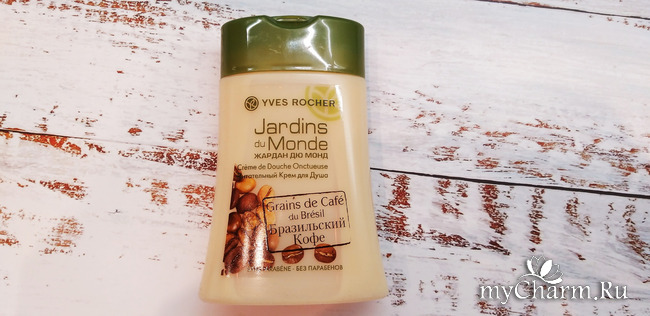 YVES ROCHER
Jardins
du Monde
ЖАРДАН ДЮ МОНД
Crème de Douche Onctueuse
Крем для Душа
Grains de Café
du Brésil
Бразильский
Кофе
БЕЗ ПАРАБЕНОВ
myCharm.Ru